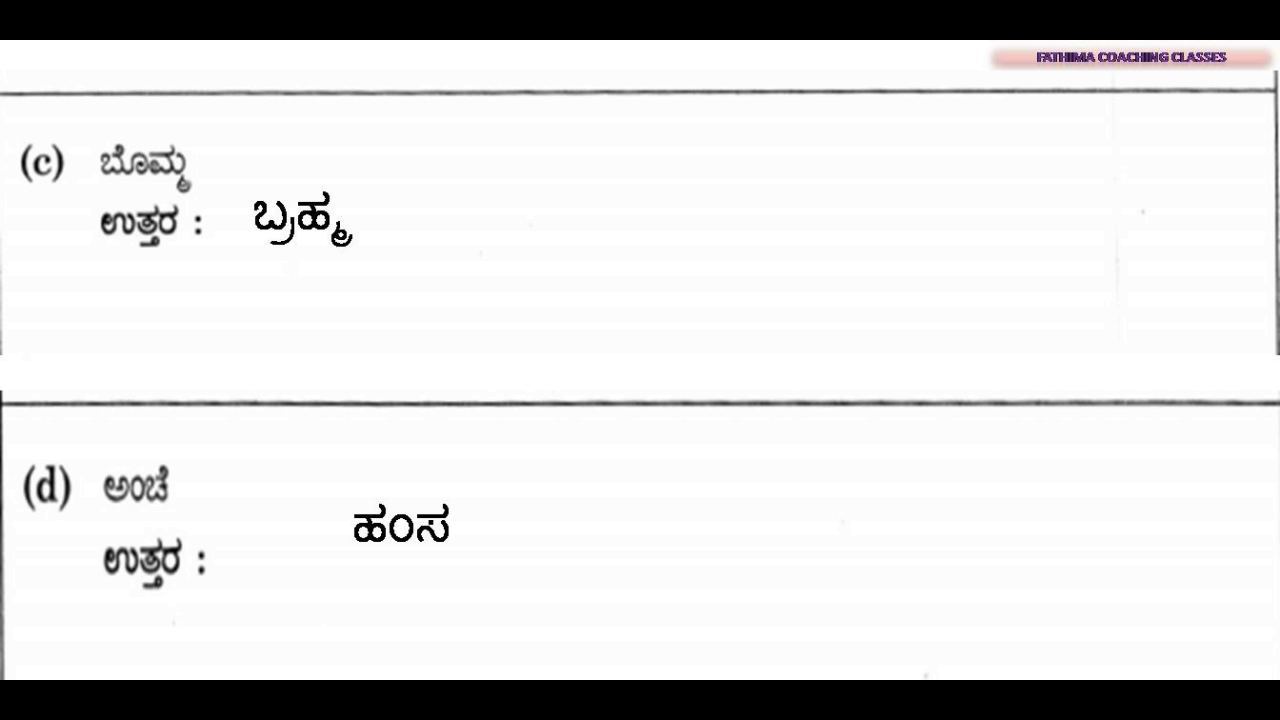 FATHIMA COACHING CLASSES
(c) ಬೊಮ್ಮ
ಉತ್ತರ : ಬ್ರಹ್ಮ್ರ
(d) ಅಂಚೆ
ಹಂಸ
ಉತ್ತರ :